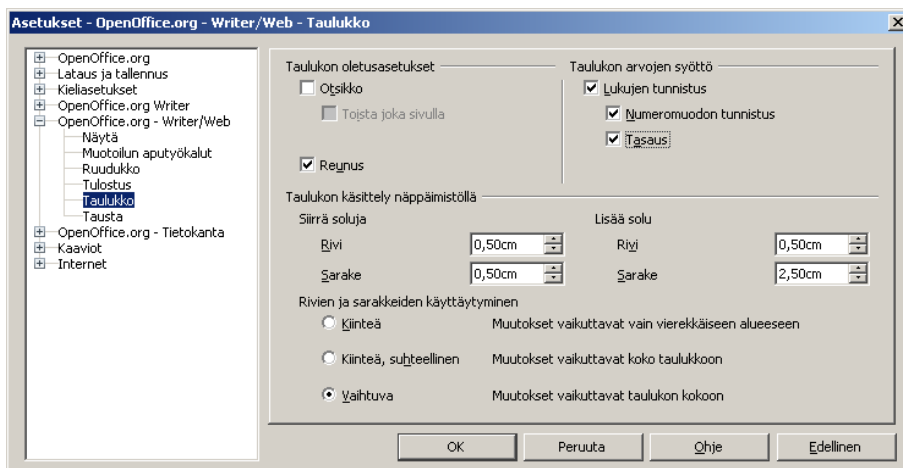 Asetukset - OpenOffice.org - Writer/Web - Taulukko
OpenOffice.org
Lataus ja tallennus
Kieliasetukset
OpenOffice.org Writer
OpenOffice.org - Writer/Web
Näytä
Muotoilun aputyökalut
Ruudukko
Tulostus
Taulukko
Tausta
OpenOffice.org - Tietokanta
Kaaviot
Internet
Taulukon oletusasetukset
Otsikko
Toista joka sivulla
Reunus
Taulukon arvojen syöttö
Lukujen tunnistus
Numeromuodon tunnistus
Tasaus
Taulukon käsittely näppäimistöllä
Siirrä soluja
Rivi 0,50cm
Sarake 0,50cm
Lisää solu
Rivi 0,50cm
Sarake 2,50cm
Rivien ja sarakkeiden käyttäytyminen
Kiinteä Muutokset vaikuttavat vain vierekkäiseen alueeseen
Kiinteä, suhteellinen Muutokset vaikuttavat koko taulukkoon
Vaihtuva Muutokset vaikuttavat taulukon kokoon
OK Peruuta Ohje Edellinen